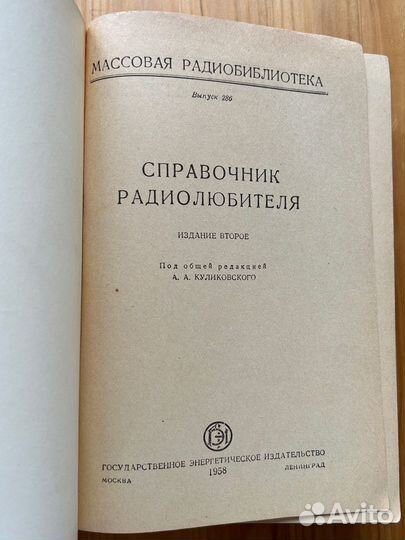 МАССОВАЯ РАДИОБИБЛИОТЕКА
Выпуск 286
СПРАВОЧНИК
РАДИОЛЮБИТЕЛЯ
ИЗДАНИЕ ВТОРОЕ
Под общей редакцией
А. А. КУЛИКОВСКОГО
ГЭИ
ГОСУДАРСТВЕННОЕ ЭНЕРГЕТИЧЕСКОЕ ИЗДАТЕЛЬСТВО
МОСКВА 1958 ЛЕНИНГРАД
Avito